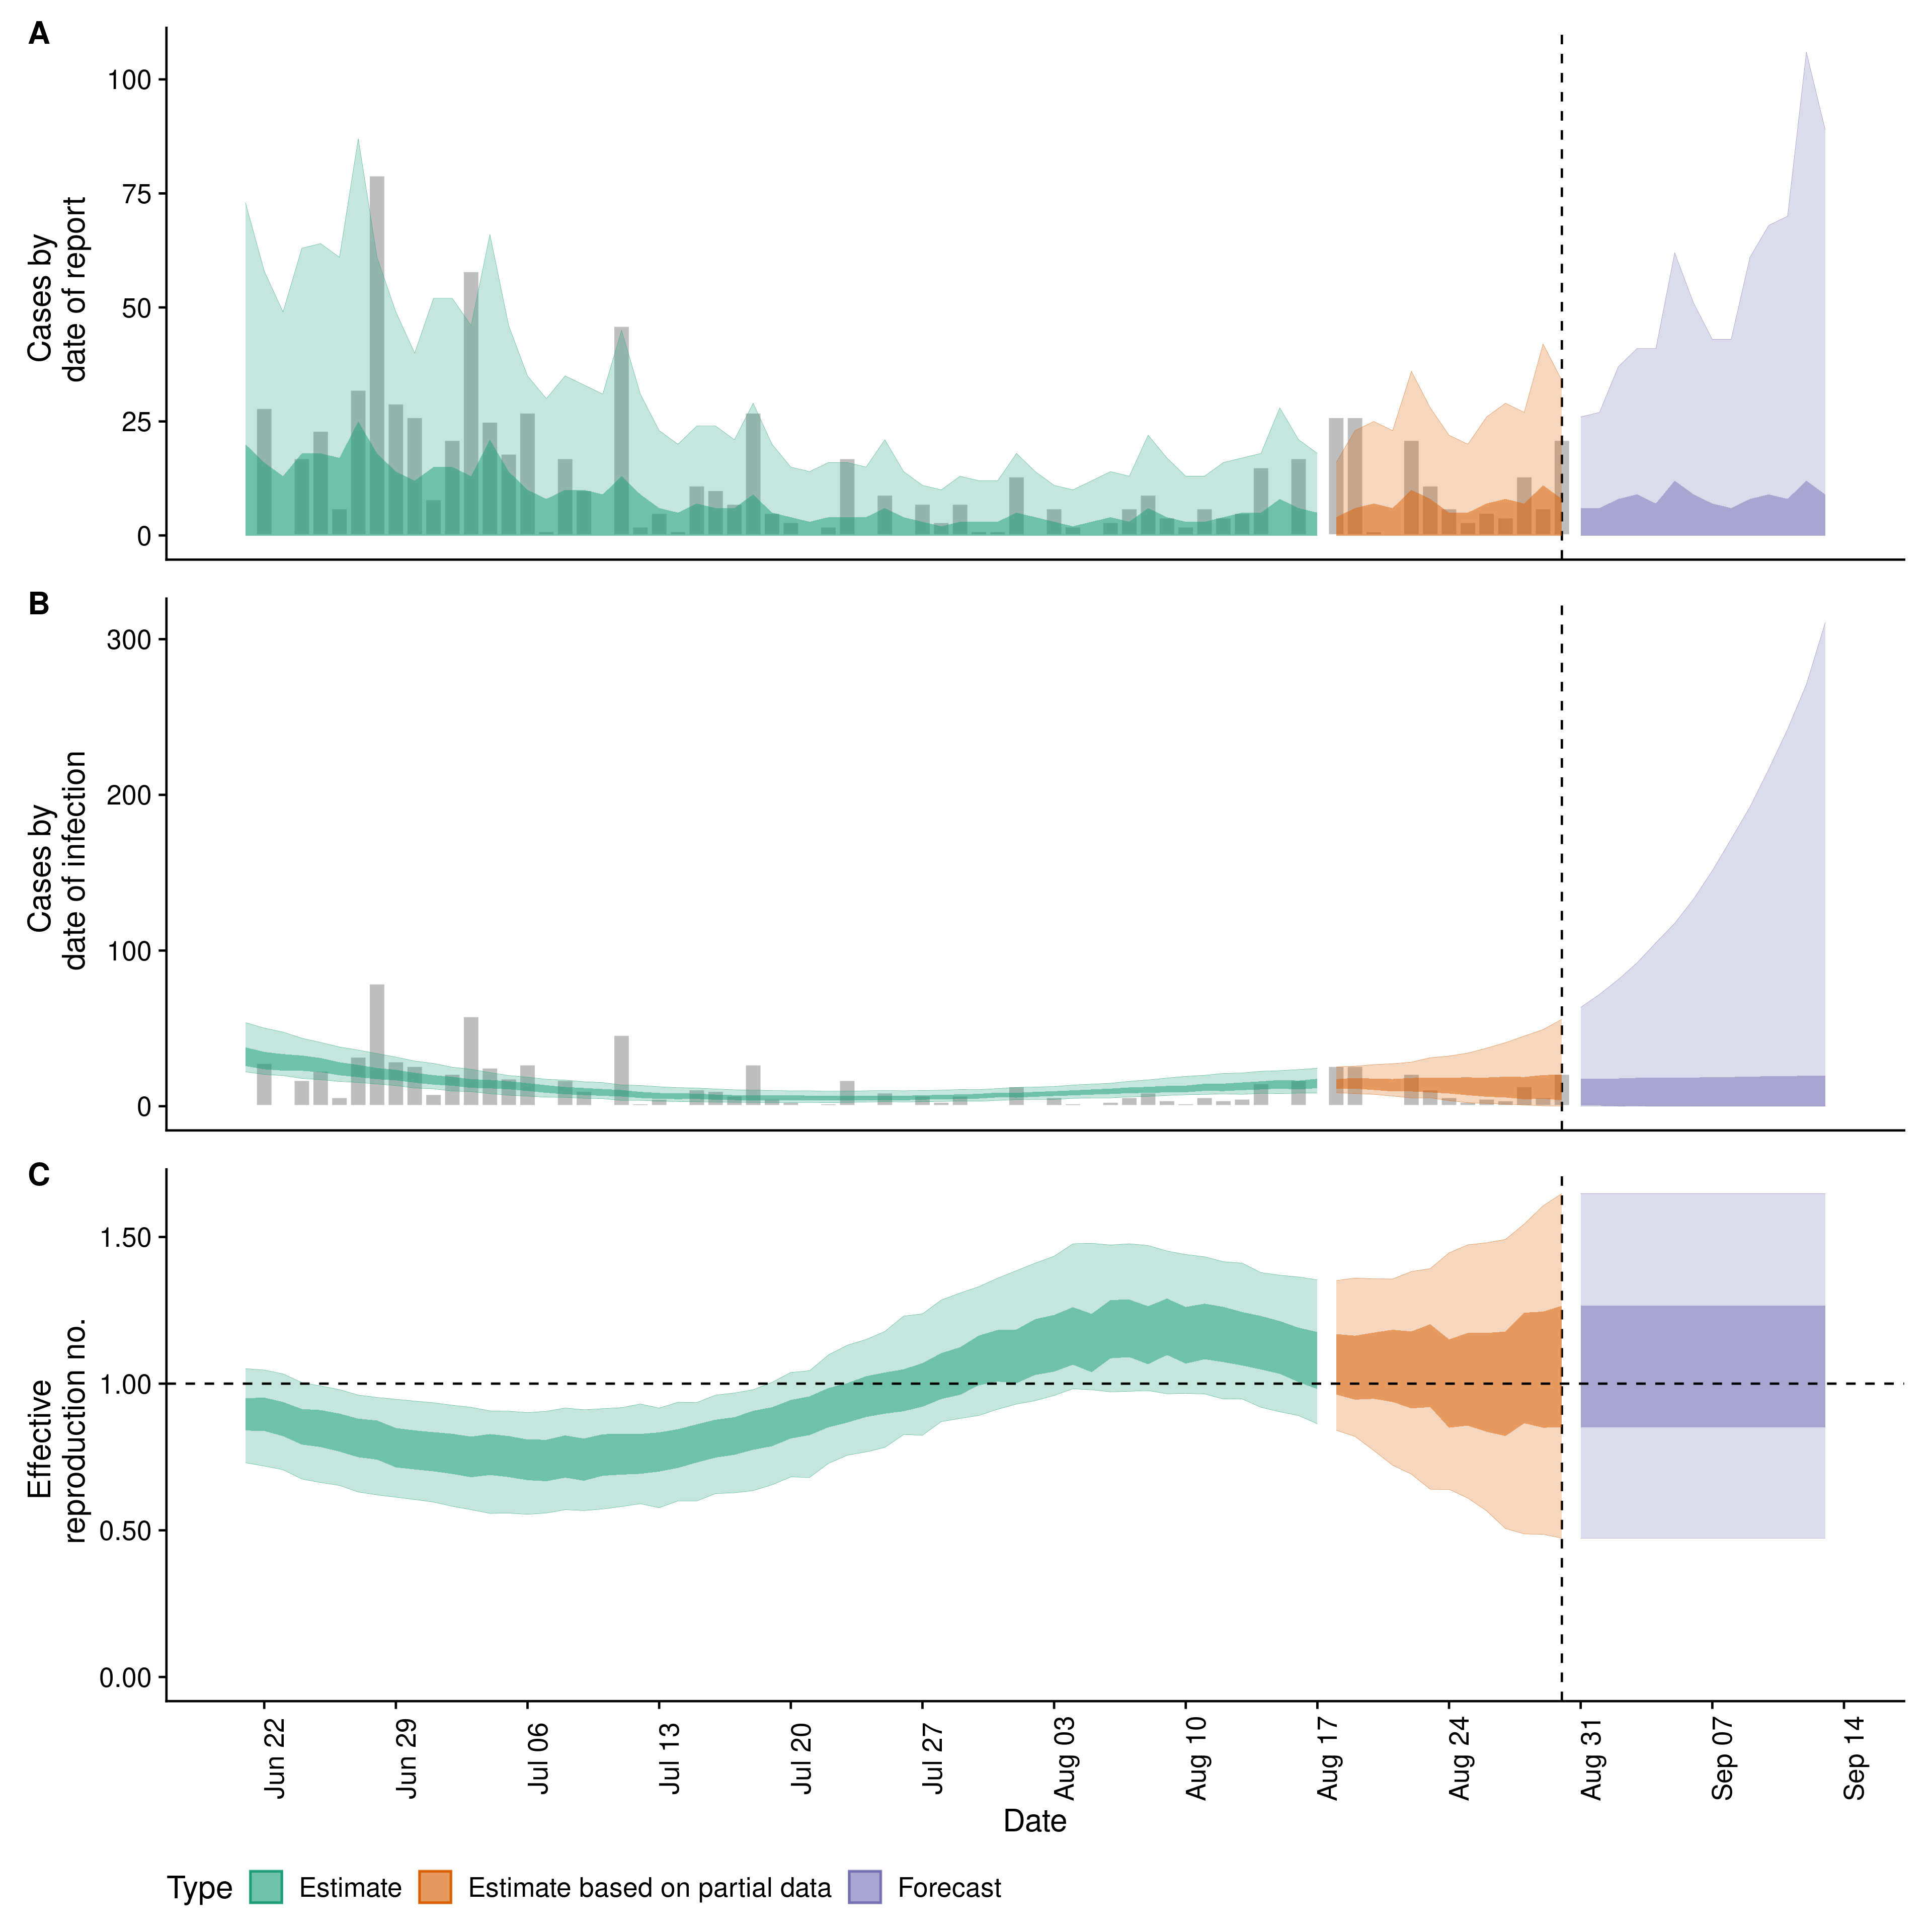 A
100
75
50
25
0
Cases by
date of report
B
300
200
100
0
Cases by
date of infection
C
1.50
1.00
0.50
0.00
Effective
reproduction no.
Jun 22
Jun 29
Jul 06
Jul 13
Jul 20
Jul 27
Aug 03
Aug 10
Aug 17
Aug 24
Aug 31
Sep 07
Sep 14
Date
Type Estimate Estimate based on partial data Forecast